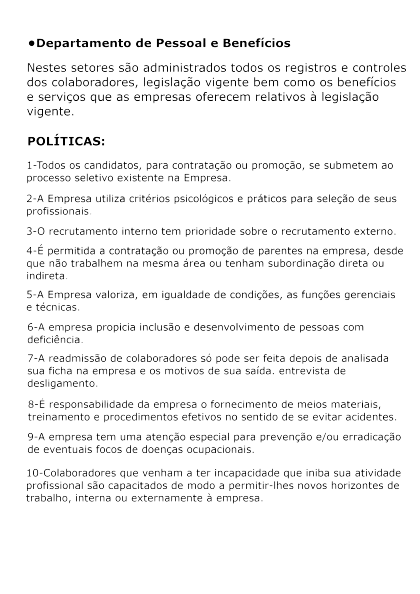 ●Departamento de Pessoal e Benefícios
Nestes setores são administrados todos os registros e controles
dos colaboradores, legislação vigente bem como os benefícios
e serviços que as empresas oferecem relativos à legislação
vigente.
POLÍTICAS:
1-Todos os candidatos, para contratação ou promoção, se submetem ao
processo seletivo existente na Empresa.
2-A Empresa utiliza critérios psicológicos e práticos para seleção de seus
profissionais.
3-O recrutamento interno tem prioridade sobre o recrutamento externo.
4-É permitida a contratação ou promoção de parentes na empresa, desde
que não trabalhem na mesma área ou tenham subordinação direta ou
indireta.
5-A Empresa valoriza, em igualdade de condições, as funções gerenciais
e técnicas.
6-A empresa propicia inclusão e desenvolvimento de pessoas com
deficiência.
7-A readmissão de colaboradores só pode ser feita depois de analisada
sua ficha na empresa e os motivos de sua saída. entrevista de
desligamento.
8-É responsabilidade da empresa o fornecimento de meios materiais,
treinamento e procedimentos efetivos no sentido de se evitar acidentes.
9-A empresa tem uma atenção especial para prevenção e/ou erradicação
de eventuais focos de doenças ocupacionais.
10-Colaboradores que venham a ter incapacidade que iniba sua atividade
profissional são capacitados de modo a permitir-lhes novos horizontes de
trabalho, interna ou externamente à empresa.